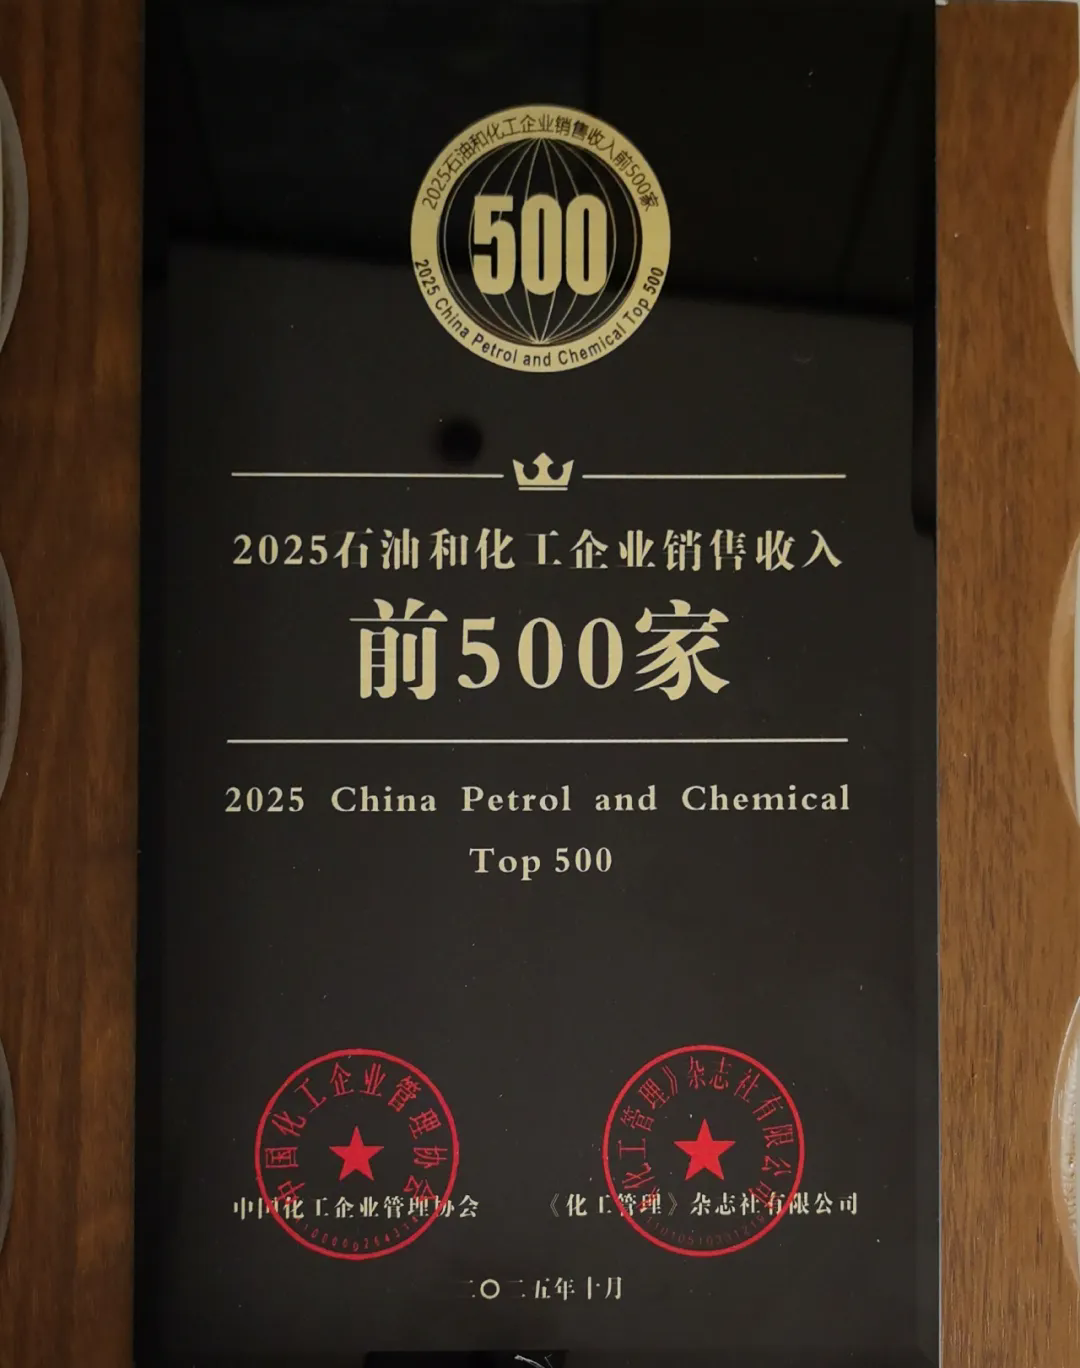 2025石油和化工企业销售收入前500家
500
2025 China Petrol and Chemical Top 500
2025石油和化工企业销售收入
前500家
2025 China Petrol and Chemical
Top 500
中国化工企业管理协会
《化工管理》杂志社有限公司
中国化工企业管理协会
《化工管理》杂志社有限公司
二〇二五年十月